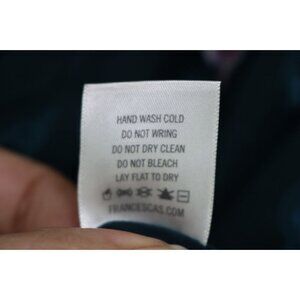 HAND WASH COLD
DO NOT WRING
DO NOT DRY CLEAN
DO NOT BLEACH
LAY FLAT TO DRY
FRANCESCAS.COM